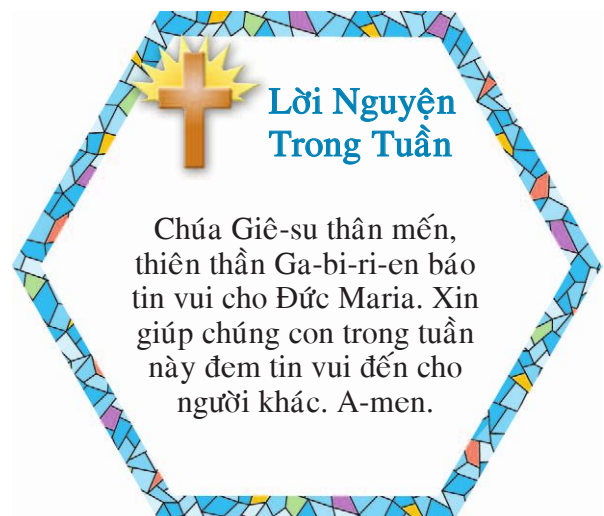 Lời Nguyện
Trong Tuần
Chúa Giê-su thân mến,
thiên thần Ga-bi-ri-en báo
tin vui cho Đức Maria. Xin
giúp chúng con trong tuần
này đem tin vui đến cho
người khác. A-men.